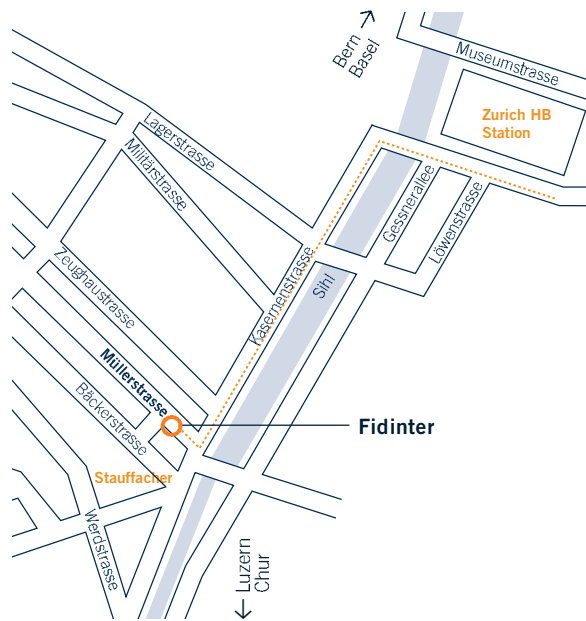 Bern
Basel
Museumstrasse
Zurich HB
Station
Lagerstrasse
Militärstrasse
Gessnerallee
Löwenstrasse
Zeughaustrasse
Kasernenstrasse
Sihl
Müllerstrasse
Bäckerstrasse
Fidinter
Stauffacher
Werdstrasse
Luzern
Chur